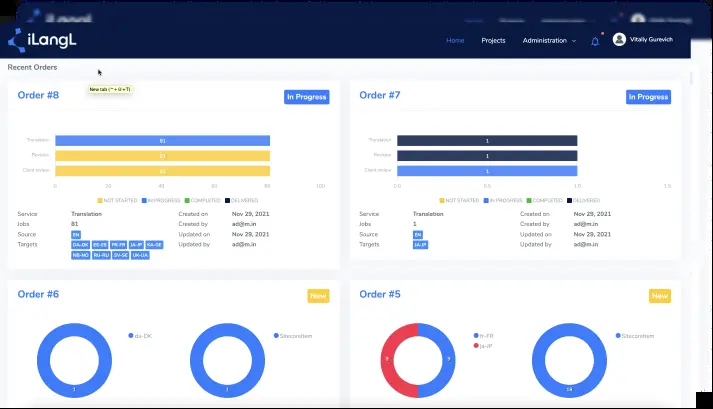 iLangL
Home Projects Administration Vitaliy Gurevich
Recent Orders
New tab
Order #8 In Progress
Translation 81
Revision 81
Client review 81
0 20 40 60 80 100
NOT STARTED IN PROGRESS COMPLETED DELIVERED
Service Translation Created on Nov 29, 2021
Jobs 81 Created by ad@m.in
Source EN Updated on Nov 29, 2021
Targets DA-DK ES-ES FR-FR JA-JP KA-GE Updated by ad@m.in
NB-NO RU-RU SV-SE UK-UA
Order #7 In Progress
Translation 1
Revision 1
Client review 1
0.0 0.5 1.0 1.5
NOT STARTED IN PROGRESS COMPLETED DELIVERED
Service Translation Created on Nov 29, 2021
Jobs 1 Created by ad@m.in
Source EN Updated on Nov 29, 2021
Targets JA-JP Updated by ad@m.in
Order #6 New
da-DK SitecoreItem
1 1
Order #5 New
fr-FR SitecoreItem
ja-JP
9 9
18